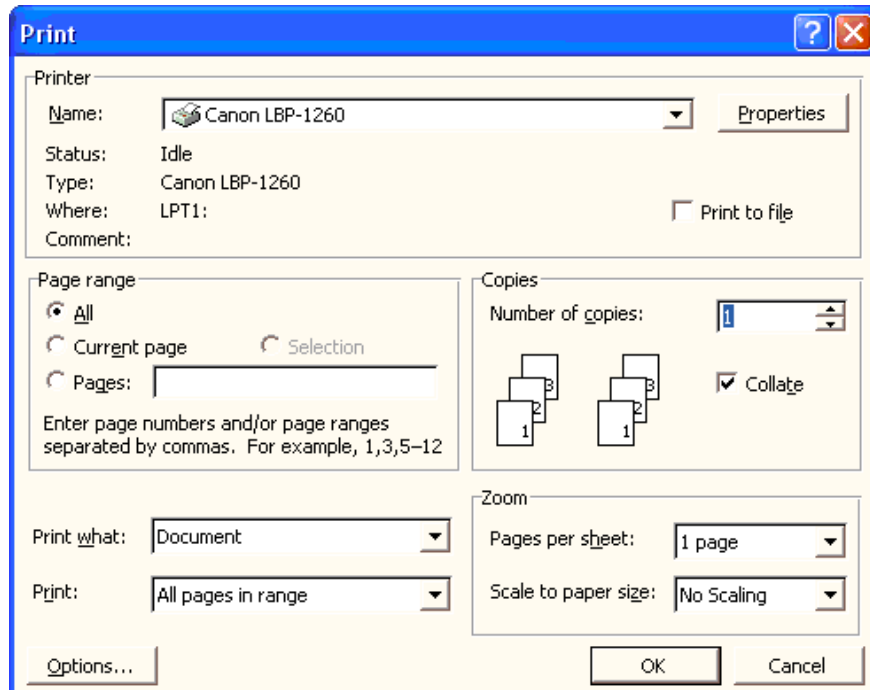 Print
Printer
Name: Canon LBP-1260 Properties
Status: Idle
Type: Canon LBP-1260
Where: LPT1: Print to file
Comment:
Page range
All
Current page Selection
Pages:
Enter page numbers and/or page ranges
separated by commas. For example, 1,3,5–12
Copies
Number of copies: 1
3 3
2 2
1 1
Collate
Print what: Document
Print: All pages in range
Zoom
Pages per sheet: 1 page
Scale to paper size: No Scaling
Options... OK Cancel